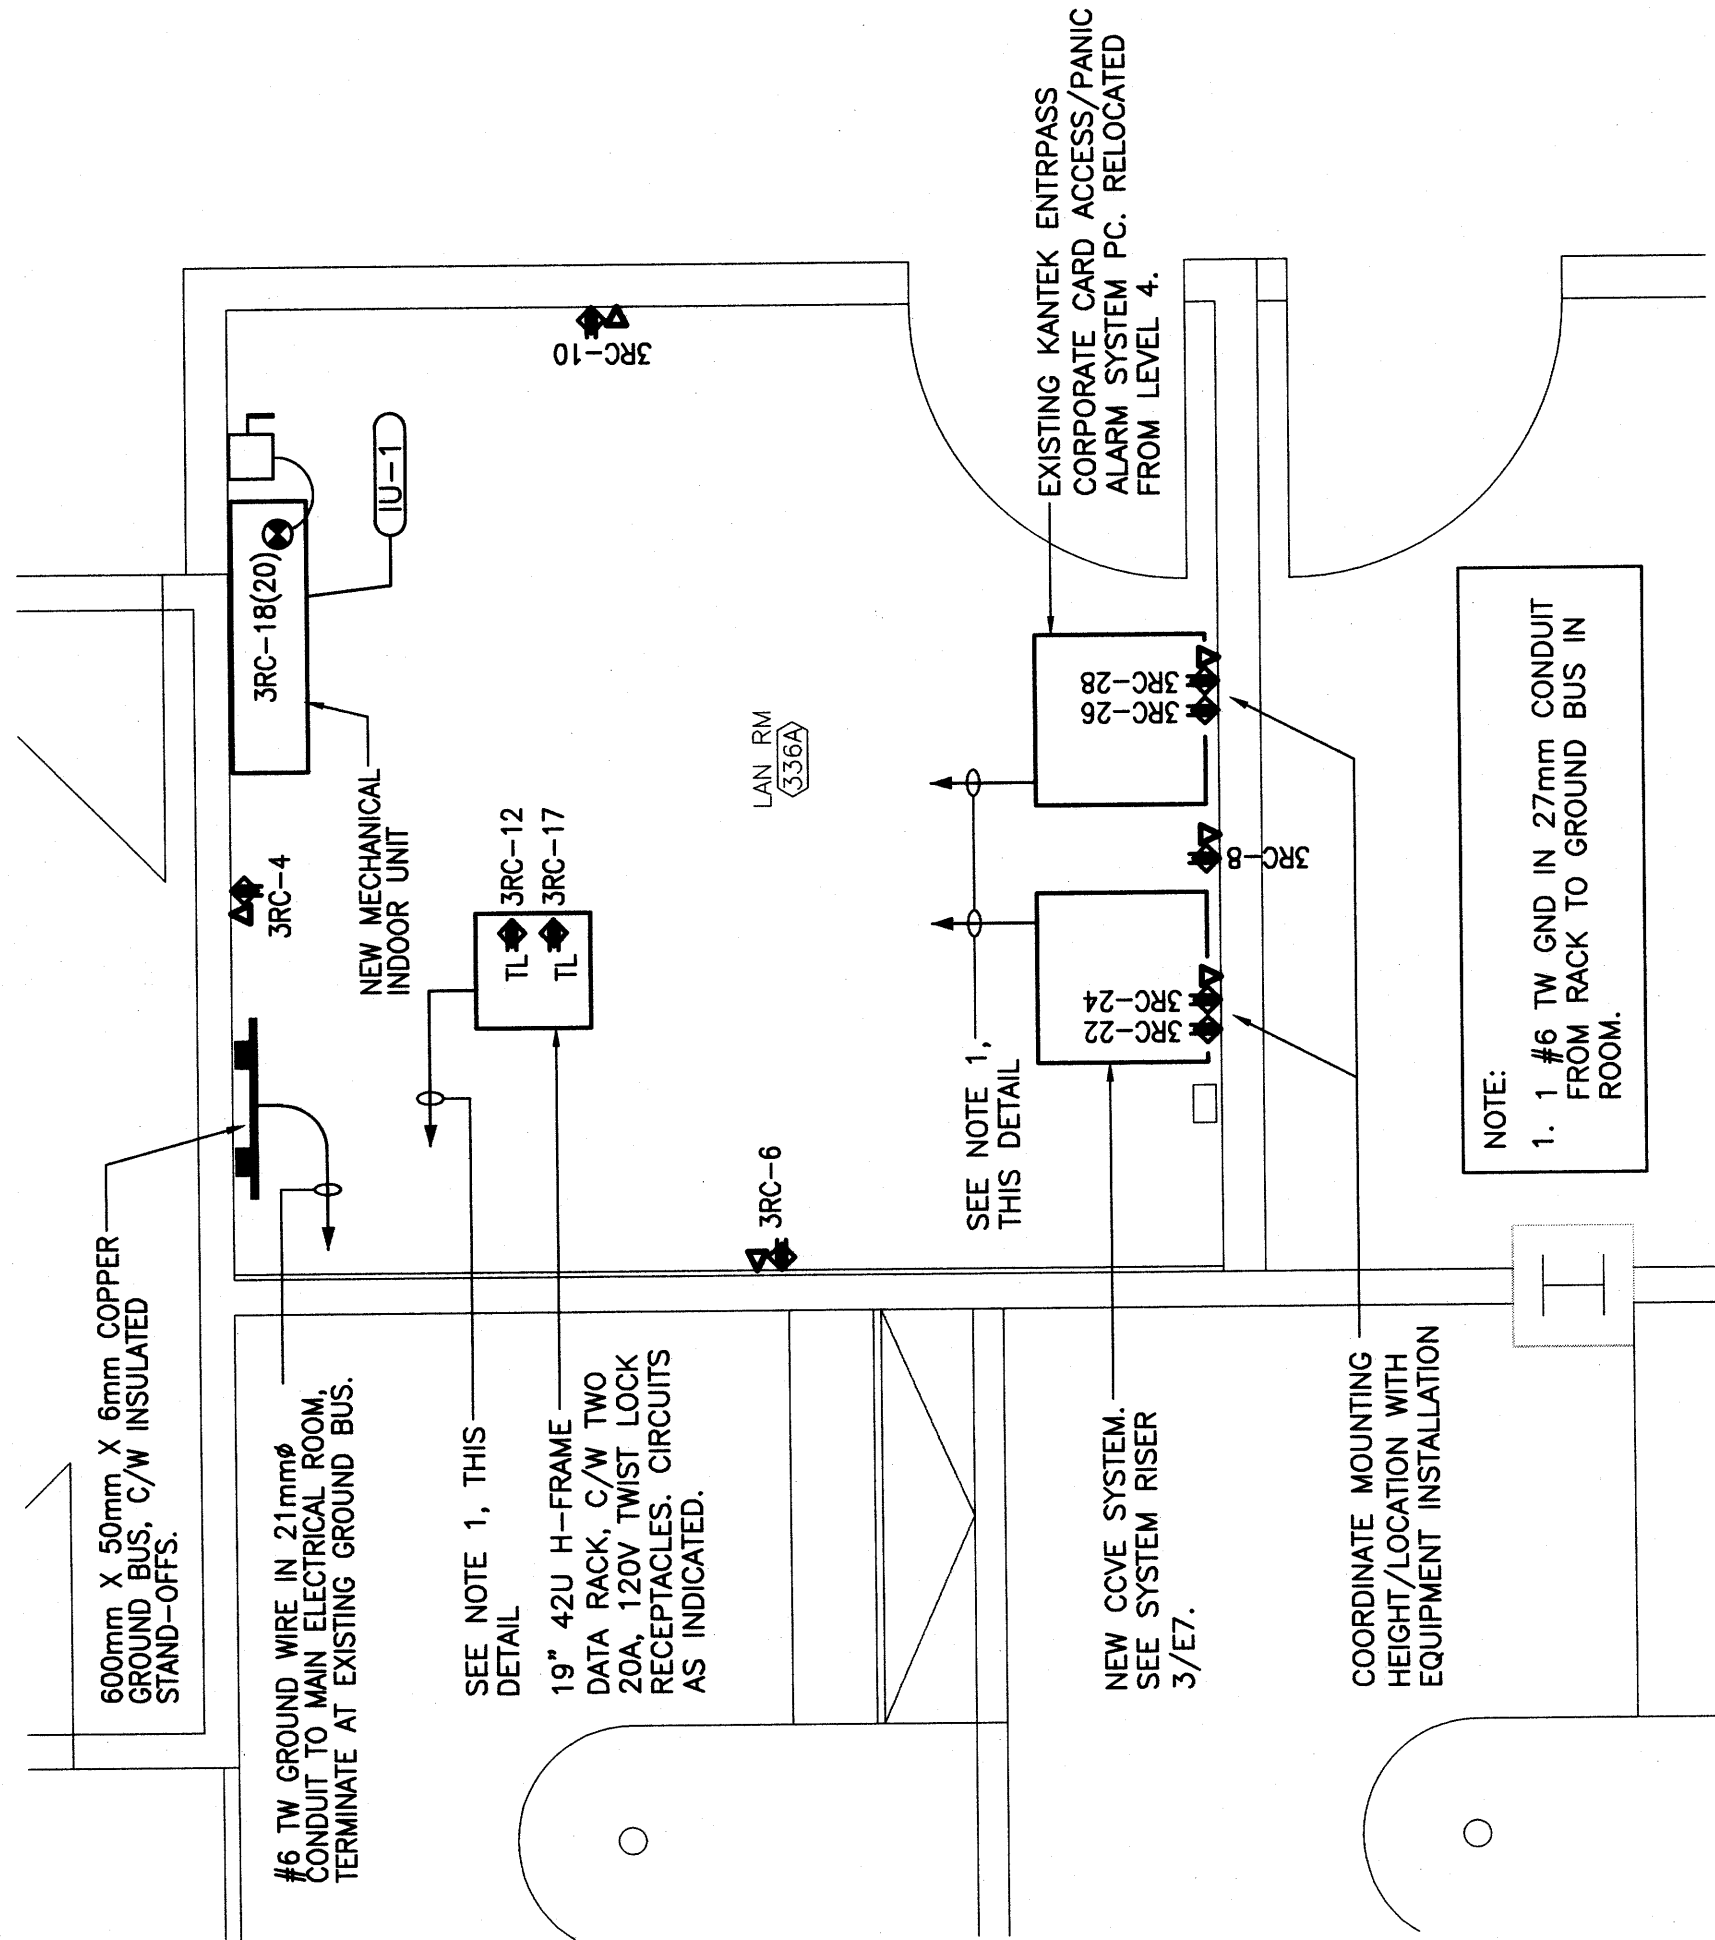 600mm X 50mm X 6mm COPPER
GROUND BUS, C/W INSULATED
STAND-OFFS.
#6 TW GROUND WIRE IN 21mmø
CONDUIT TO MAIN ELECTRICAL ROOM,
TERMINATE AT EXISTING GROUND BUS.
SEE NOTE 1, THIS
DETAIL
19" 42U H-FRAME
DATA RACK, C/W TWO
20A, 120V TWIST LOCK
RECEPTACLES. CIRCUITS
AS INDICATED.
NEW CCVE SYSTEM.
SEE SYSTEM RISER
3/E7.
COORDINATE MOUNTING
HEIGHT/LOCATION WITH
EQUIPMENT INSTALLATION
3RC-4
NEW MECHANICAL
INDOOR UNIT
3RC-18(20)
IU-1
3RC-10
TL
3RC-12
TL
3RC-17
3RC-6
LAN RM
336A
SEE NOTE 1,
THIS DETAIL
3RC-22
3RC-24
3RC-8
3RC-26
3RC-28
EXISTING KANTEK ENTRPASS
CORPORATE CARD ACCESS/PANIC
ALARM SYSTEM PC. RELOCATED
FROM LEVEL 4.
NOTE:
1. 1 #6 TW GND IN 27mm CONDUIT
FROM RACK TO GROUND BUS IN
ROOM.